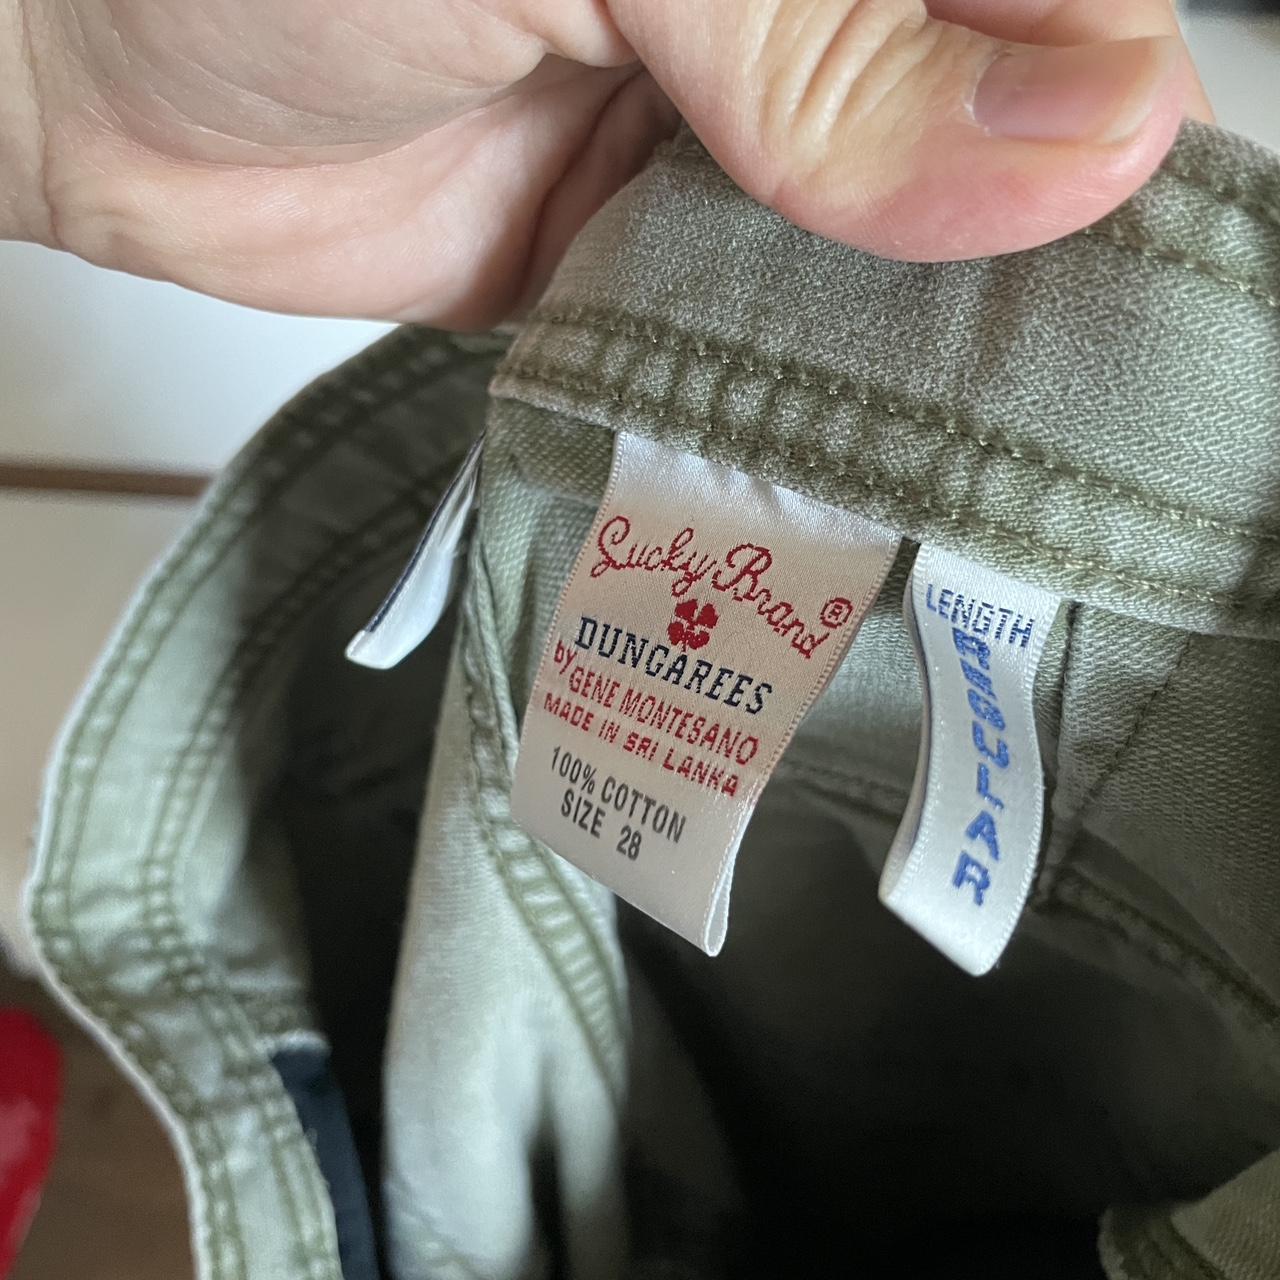 Lucky Brand®
DUNGAREES
by GENE MONTESANO
MADE IN SRI LANKA
100% COTTON
SIZE 28
LENGTH
REGULAR